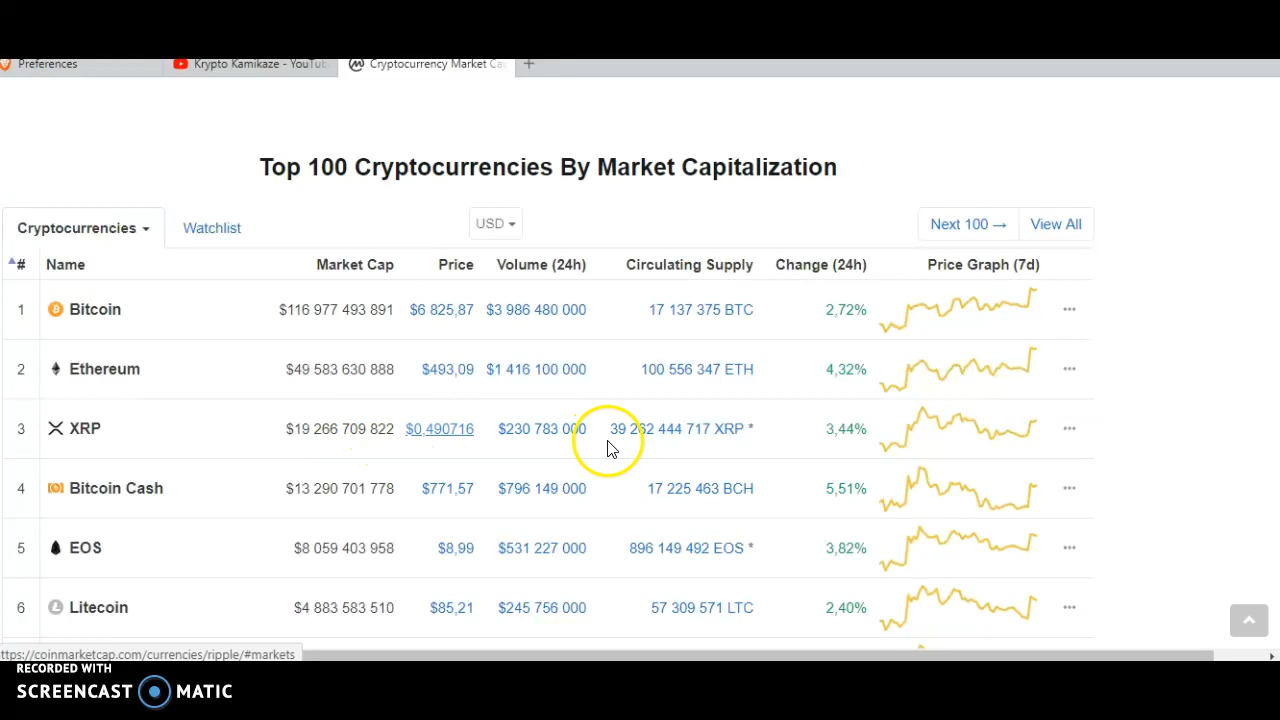 Preferences Krypto Kamikaze - YouTub Cryptocurrency Market Ca
Top 100 Cryptocurrencies By Market Capitalization
Cryptocurrencies Watchlist USD Next 100 → View All
# Name Market Cap Price Volume (24h) Circulating Supply Change (24h) Price Graph (7d)
1 Bitcoin $116 977 493 891 $6 825,87 $3 986 480 000 17 137 375 BTC 2,72%
2 Ethereum $49 583 630 888 $493,09 $1 416 100 000 100 556 347 ETH 4,32%
3 XRP $19 266 709 822 $0,490716 $230 783 000 39 262 444 717 XRP * 3,44%
4 Bitcoin Cash $13 290 701 778 $771,57 $796 149 000 17 225 463 BCH 5,51%
5 EOS $8 059 403 958 $8,99 $531 227 000 896 149 492 EOS * 3,82%
6 Litecoin $4 883 583 510 $85,21 $245 756 000 57 309 571 LTC 2,40%
ttps://coinmarketcap.com/currencies/ripple/#markets
RECORDED WITH
SCREENCAST MATIC